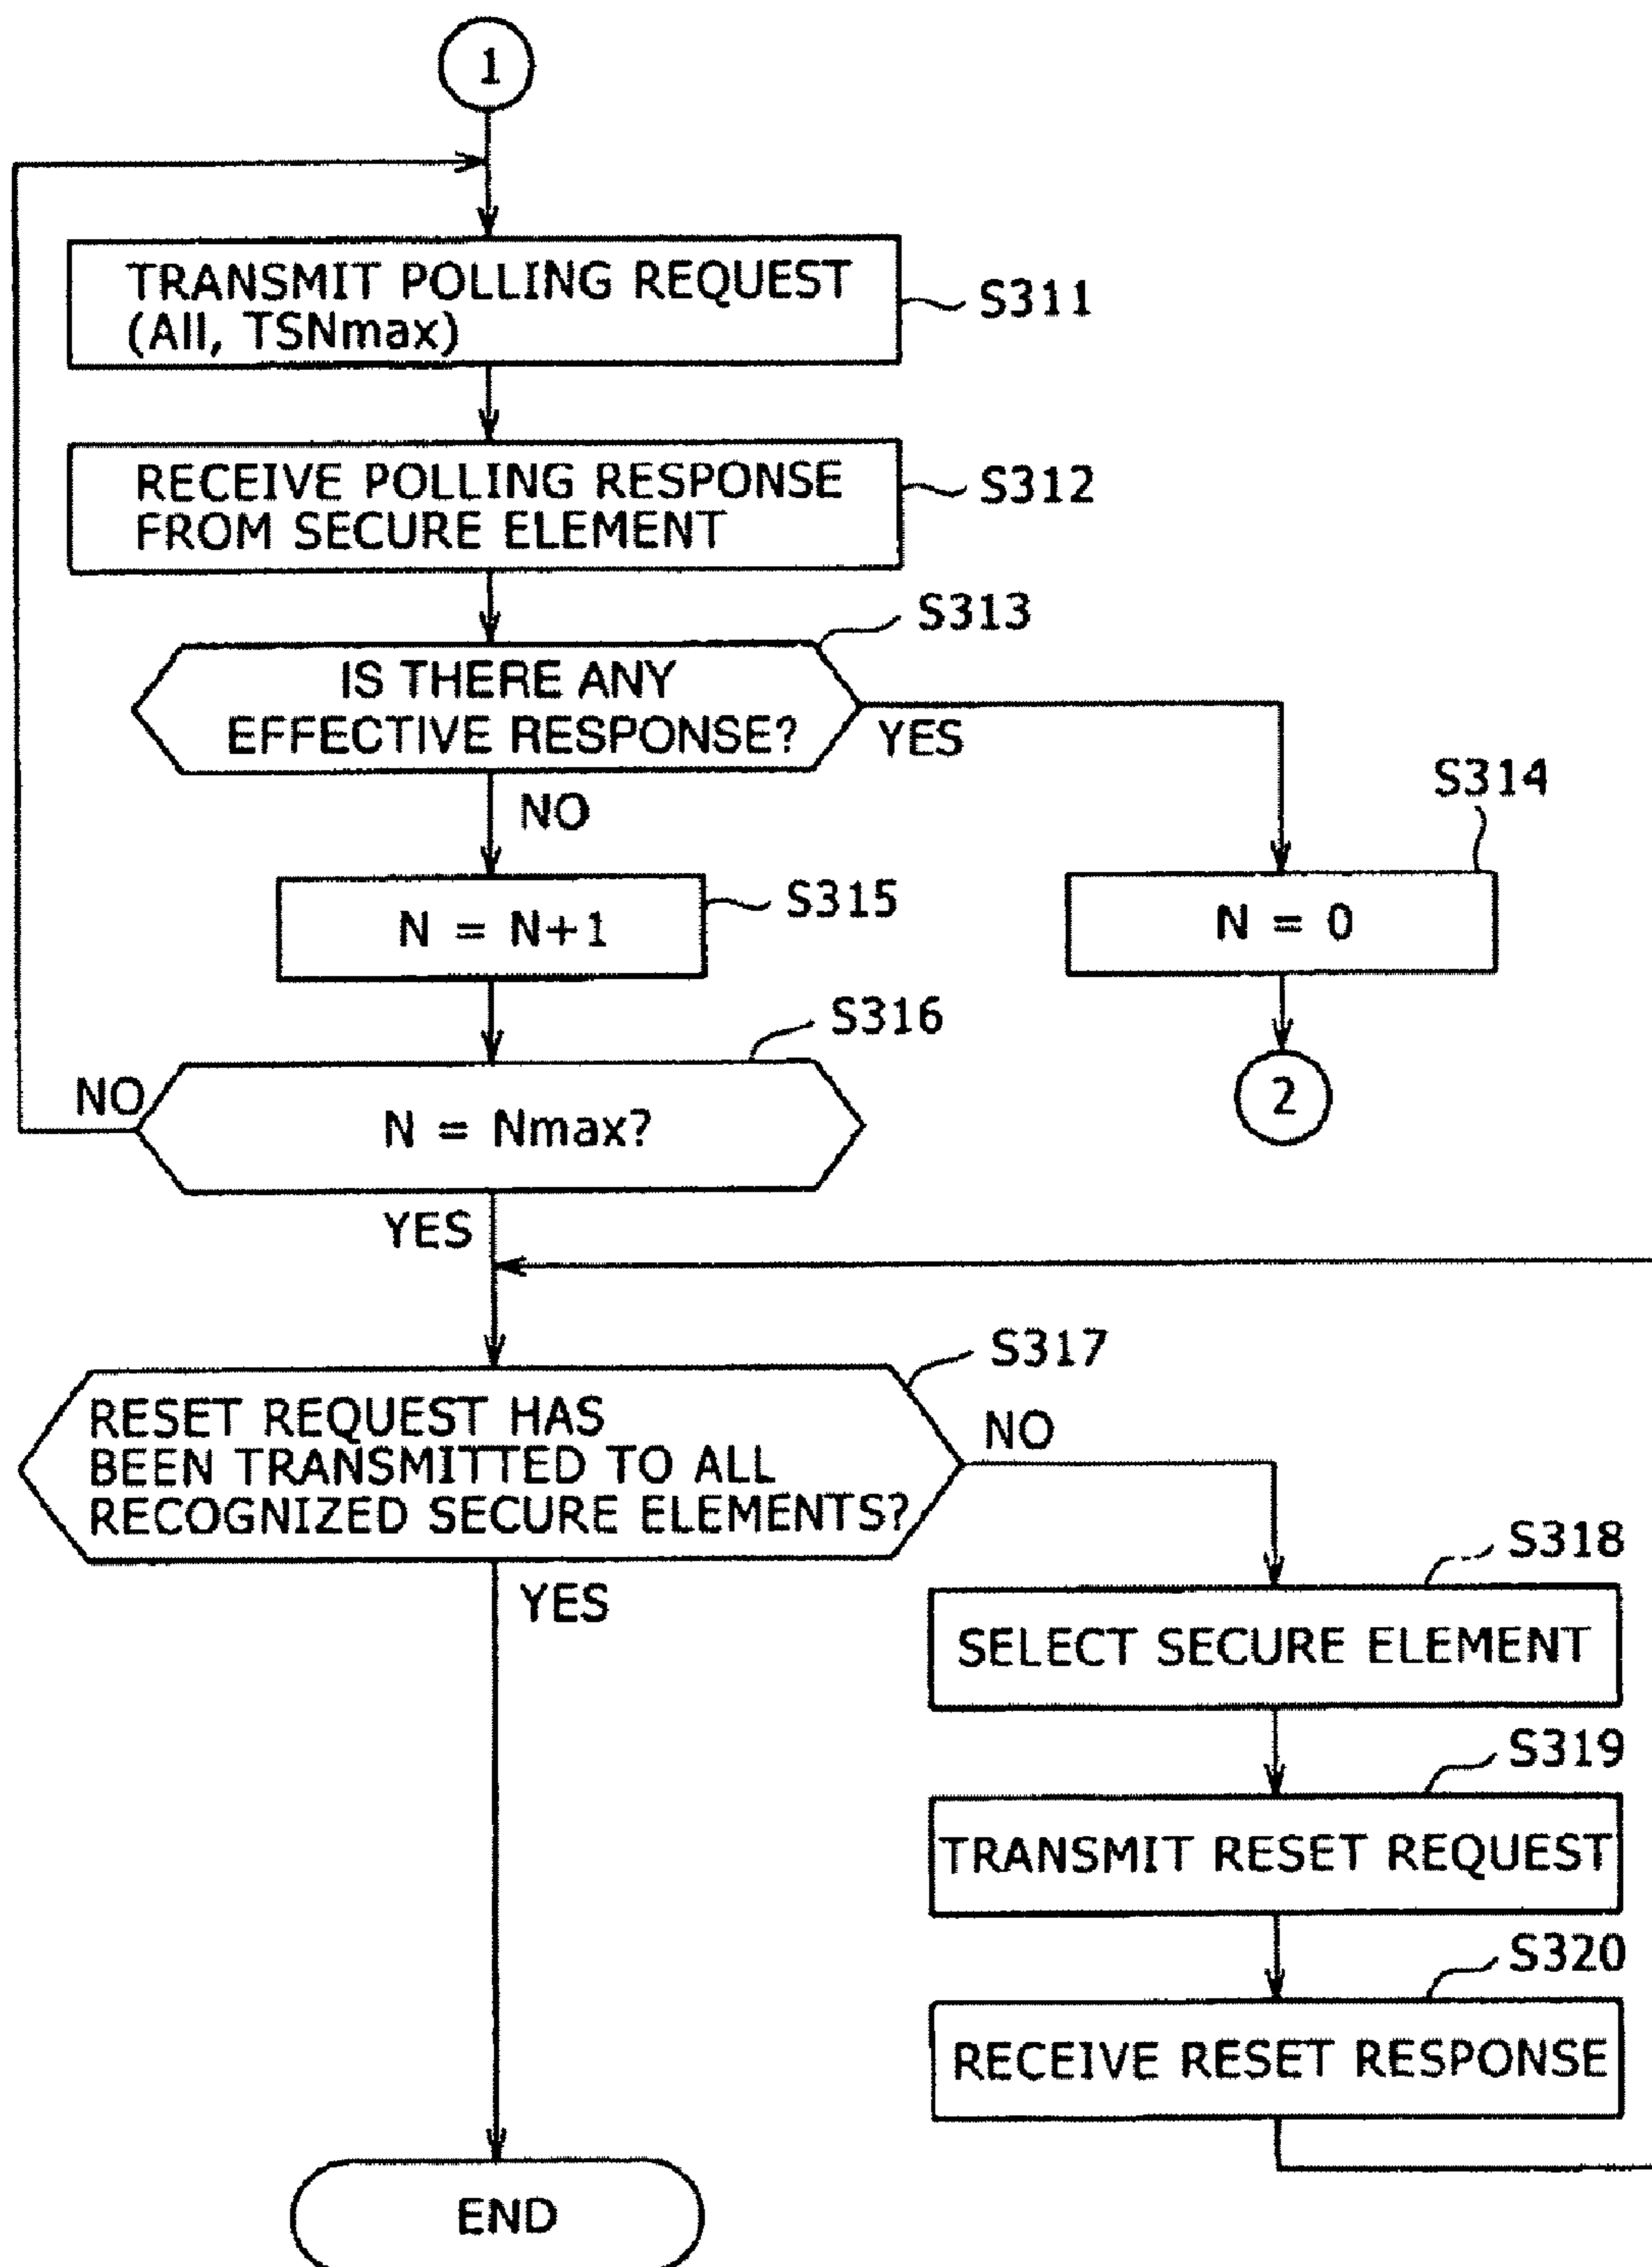 1
TRANSMIT POLLING REQUEST
(All, TSNmax)
S311
RECEIVE POLLING RESPONSE
FROM SECURE ELEMENT
S312
S313
IS THERE ANY
EFFECTIVE RESPONSE?
YES
NO
S314
N = 0
2
S315
N = N+1
S316
N = Nmax?
NO
YES
S317
RESET REQUEST HAS
BEEN TRANSMITTED TO ALL
RECOGNIZED SECURE ELEMENTS?
NO
YES
S318
SELECT SECURE ELEMENT
S319
TRANSMIT RESET REQUEST
S320
RECEIVE RESET RESPONSE
END